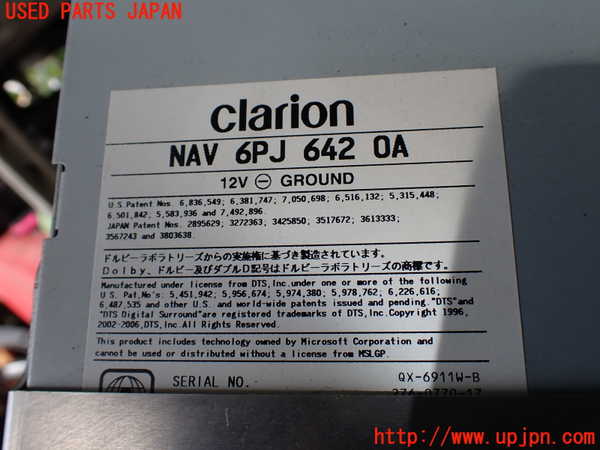 USED PARTS JAPAN
clarion
NAV 6PJ 642 0A
12V ⊖ GROUND
U.S.Patent Nos. 6,836,549; 6,381,747; 7,050,698; 6,516,132; 5,315,448;
6,501,842; 5,583,936 and 7,492,896.
JAPAN Patent Nos. 2895629; 3272363; 3425850; 3517672; 3613333;
3567243 and 3803638.
ドルビーラボラトリーズからの実施権に基づき製造されています。
Dolby、ドルビー及びダブルD記号はドルビーラボラトリーズの商標です。
Manufactured under license from DTS,Inc.under one or more of the following
U.S. Pat.No's: 5,451,942; 5,956,674; 5,974,380; 5,978,762; 6,226,616;
6,487,535 and other U.S. and world-wide patents issued and pending."DTS"and
"DTS Digital Surround"are registered trademarks of DTS,Inc.Copyright 1996,
2002-2006,DTS,Inc.All Rights Reserved.
This product includes technology owned by Microsoft Corporation and
cannot be used or distributed without a license from MSLGP.
SERIAL NO. QX-6911W-B
276-0770-17
http://www.upjpn.com